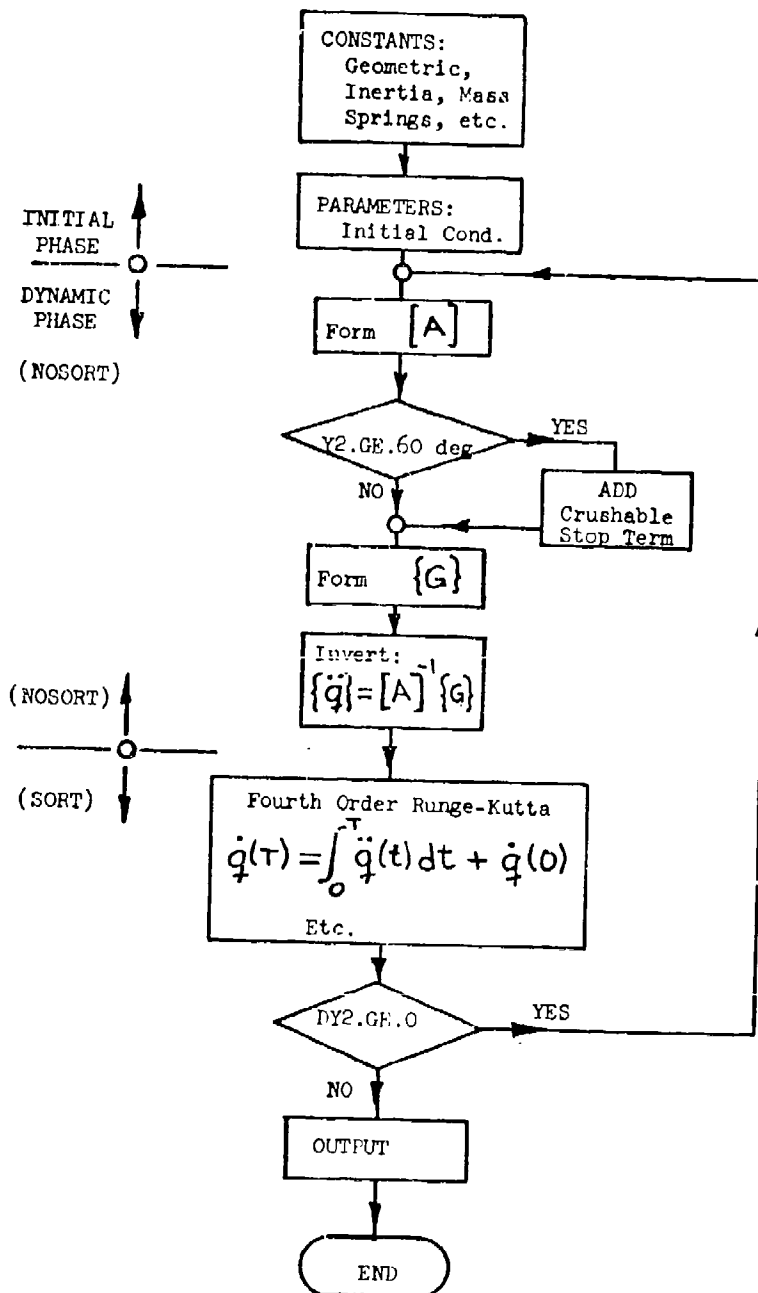 CONSTANTS:
Geometric,
Inertia, Mass
Springs, etc.
PARAMETERS:
Initial Cond.
INITIAL
PHASE
DYNAMIC
PHASE
(NOSORT)
Form [A]
Y2.GE.60 deg
YES
NO
ADD
Crushable
Stop Term
Form {G}
Invert:
{q̈} = [A]⁻¹ {G}
(NOSORT)
(SORT)
Fourth Order Runge-Kutta
q̇(T) = ∫₀ᵀ q̈(t) dt + q̇(0)
Etc.
DY2.GE.0
YES
NO
OUTPUT
END